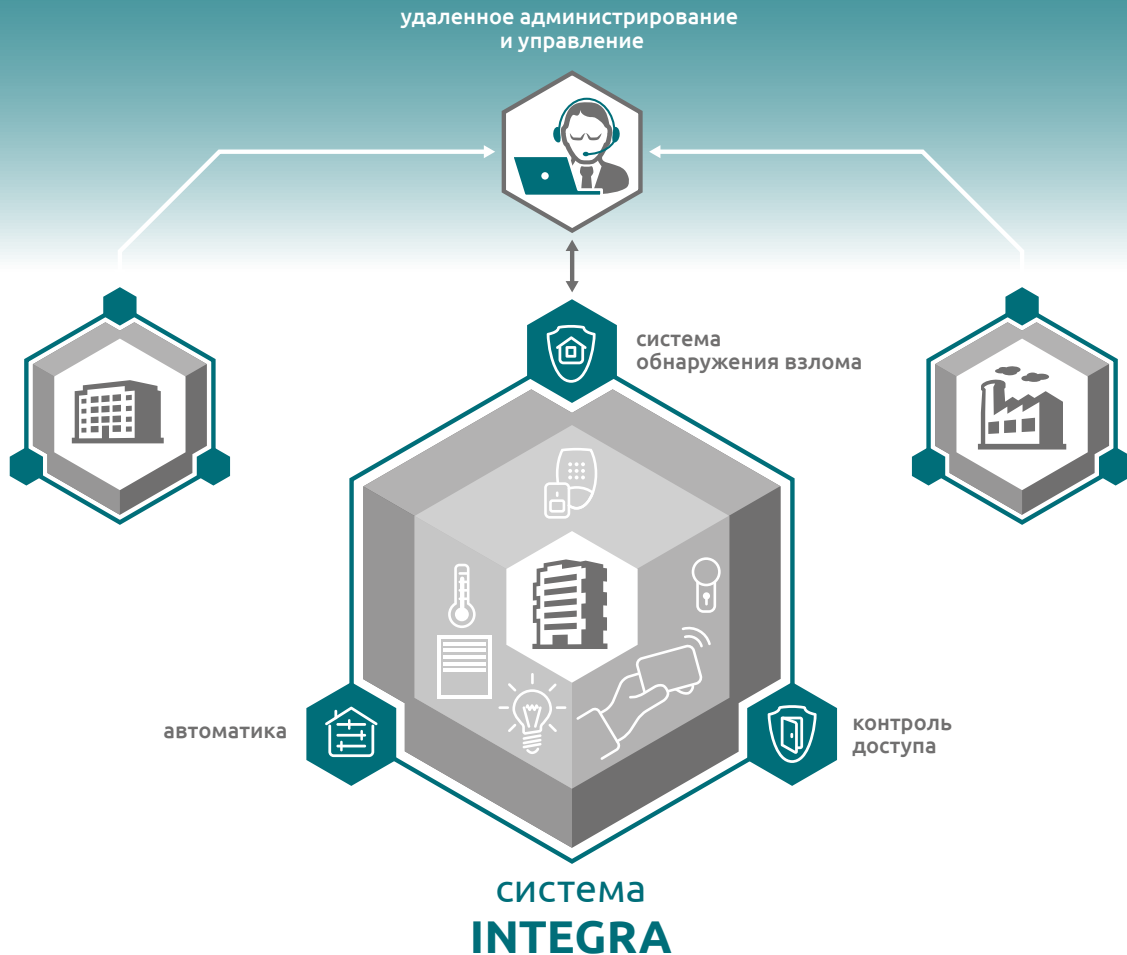 удаленное администрирование
и управление
система
обнаружения взлома
автоматика
контроль
доступа
система
INTEGRA